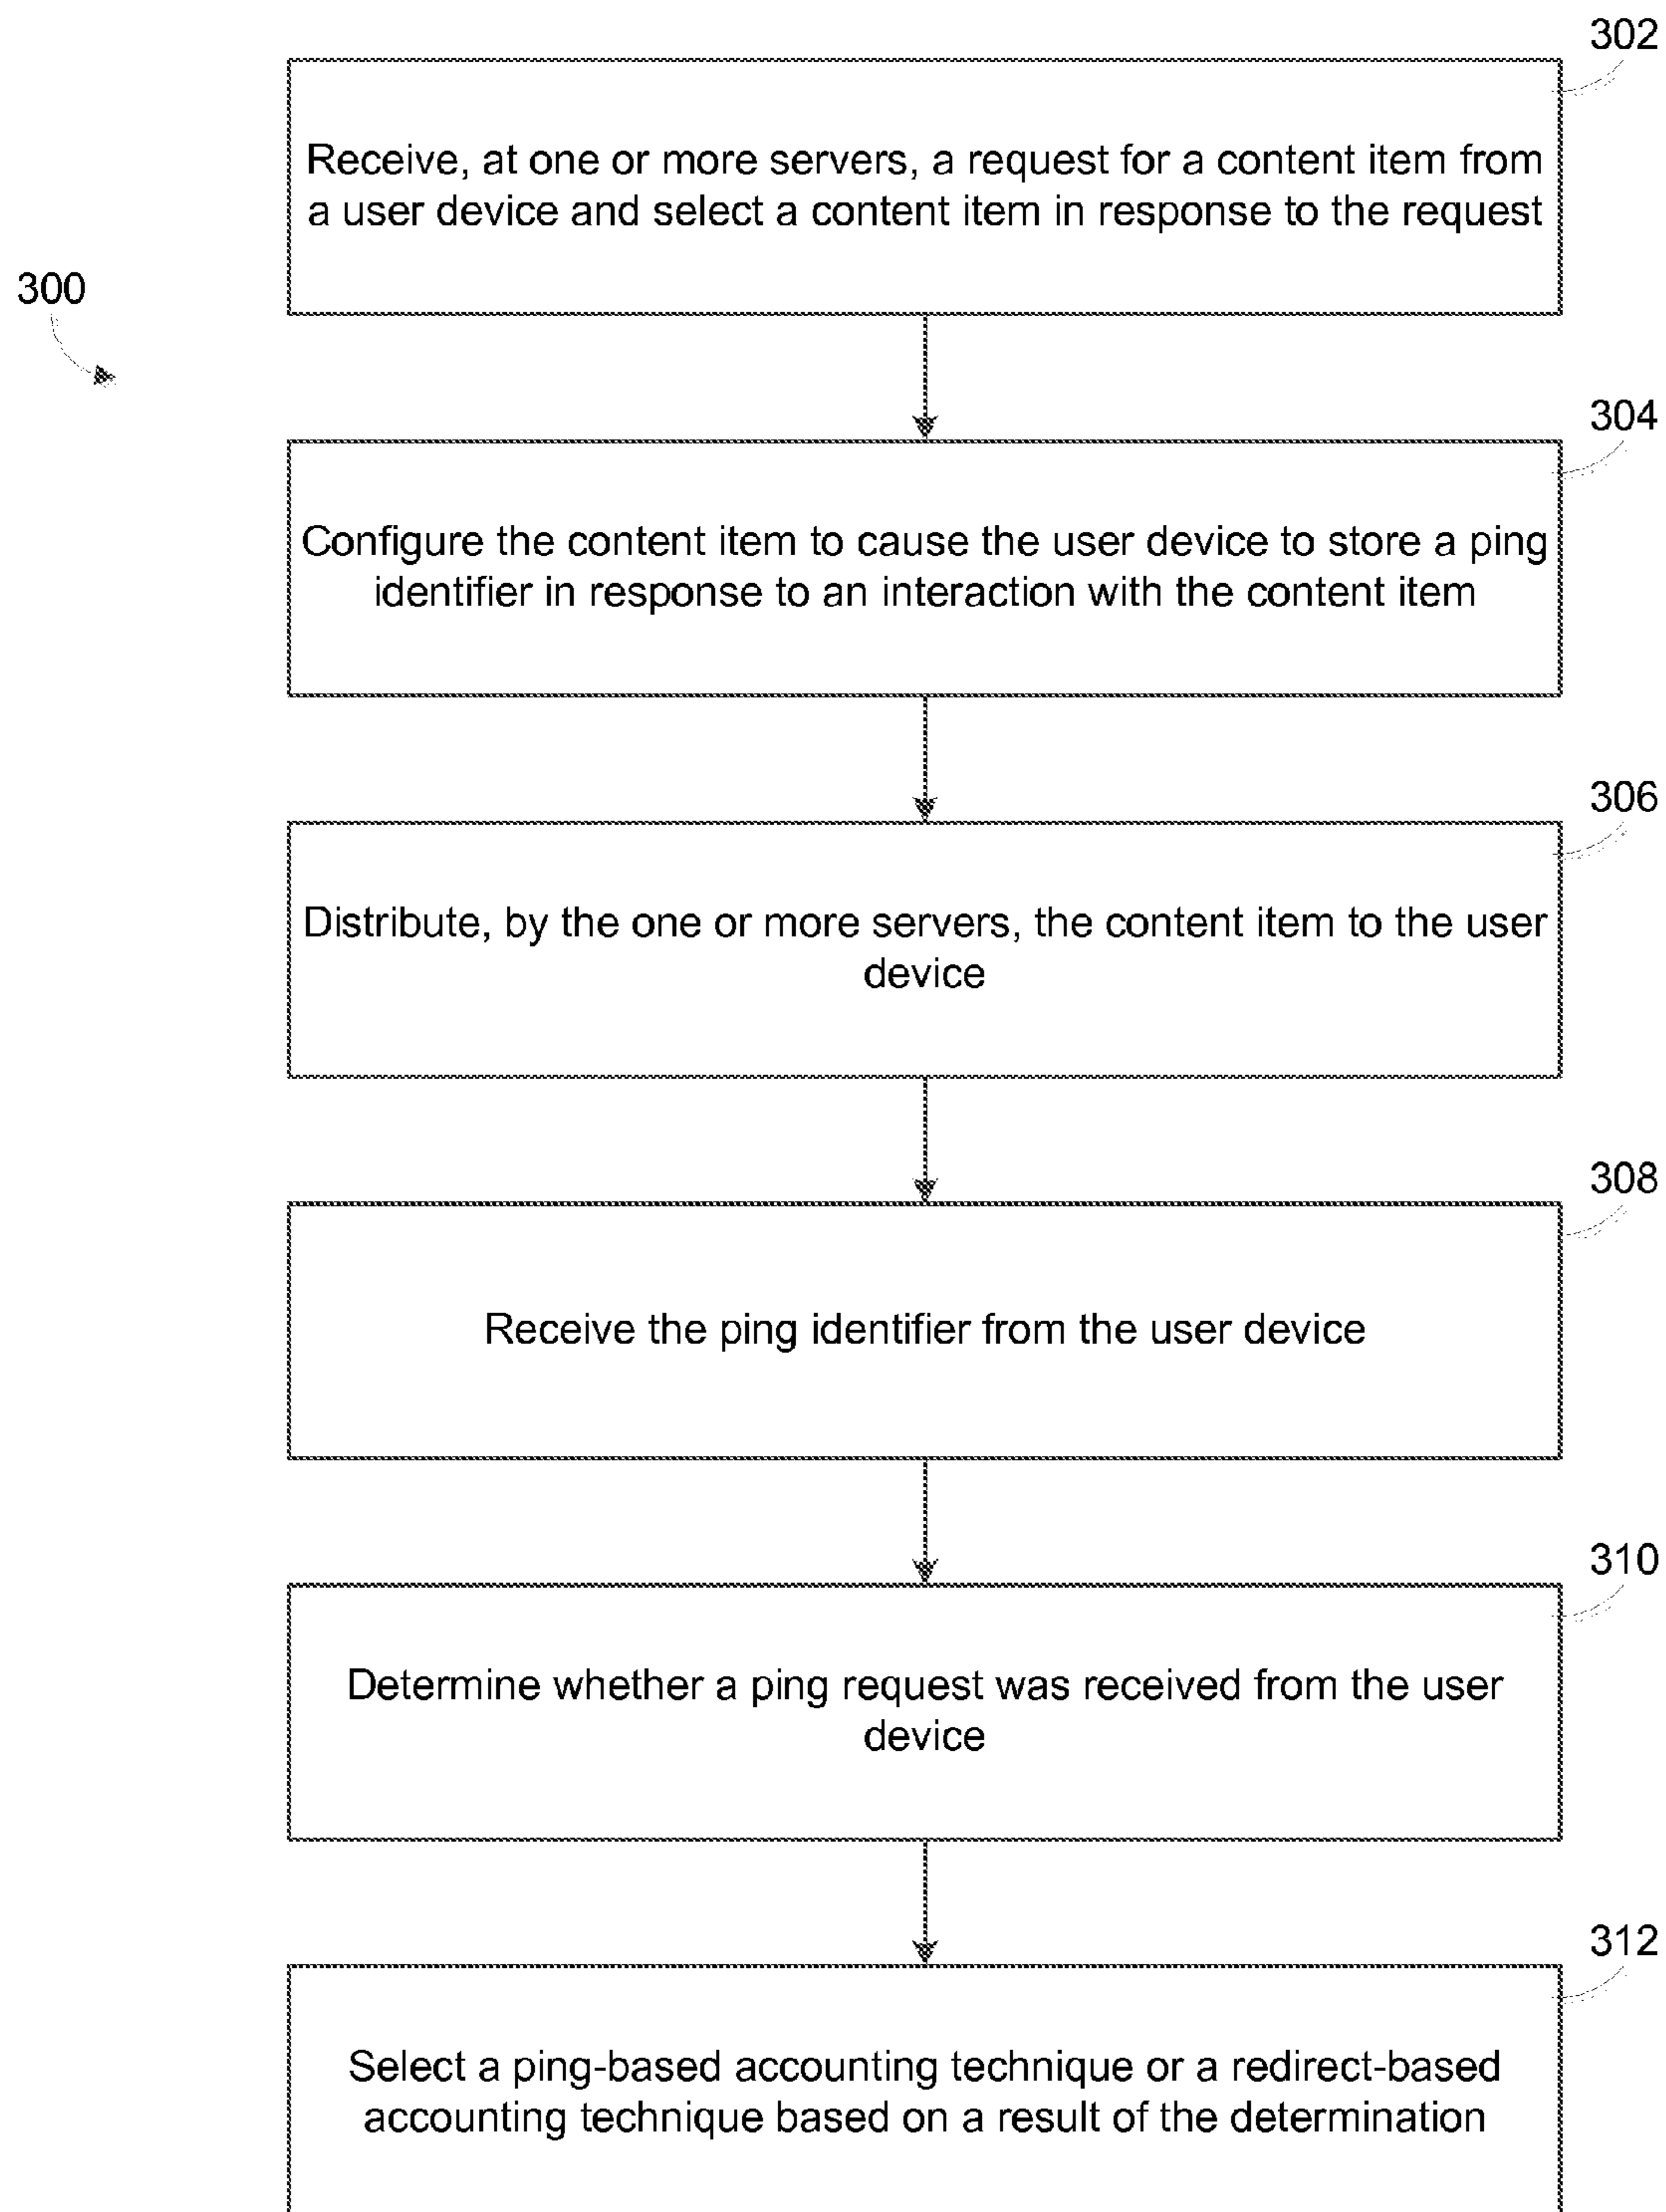 302
Receive, at one or more servers, a request for a content item from
a user device and select a content item in response to the request
300
304
Configure the content item to cause the user device to store a ping
identifier in response to an interaction with the content item
306
Distribute, by the one or more servers, the content item to the user
device
308
Receive the ping identifier from the user device
310
Determine whether a ping request was received from the user
device
312
Select a ping-based accounting technique or a redirect-based
accounting technique based on a result of the determination